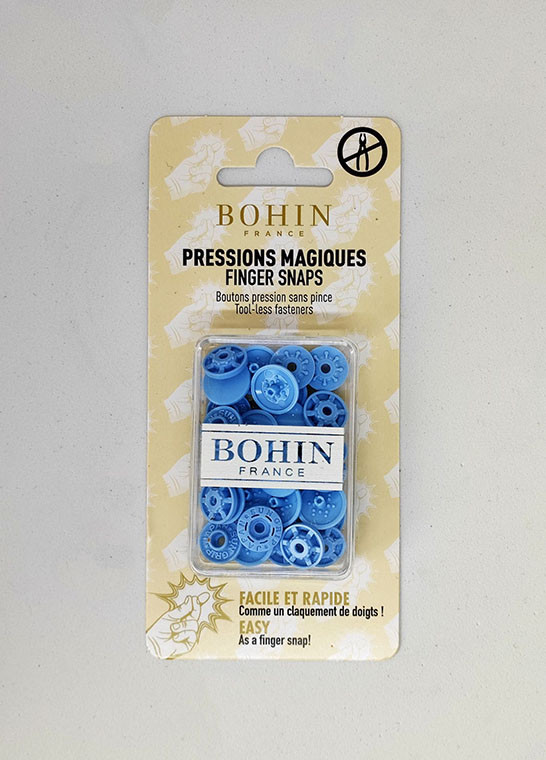 BOHIN
FRANCE
PRESSIONS MAGIQUES
FINGER SNAPS
Boutons pression sans pince
Tool-less fasteners
BOHIN
FRANCE
FACILE ET RAPIDE
Comme un claquement de doigts !
EASY
As a finger snap!